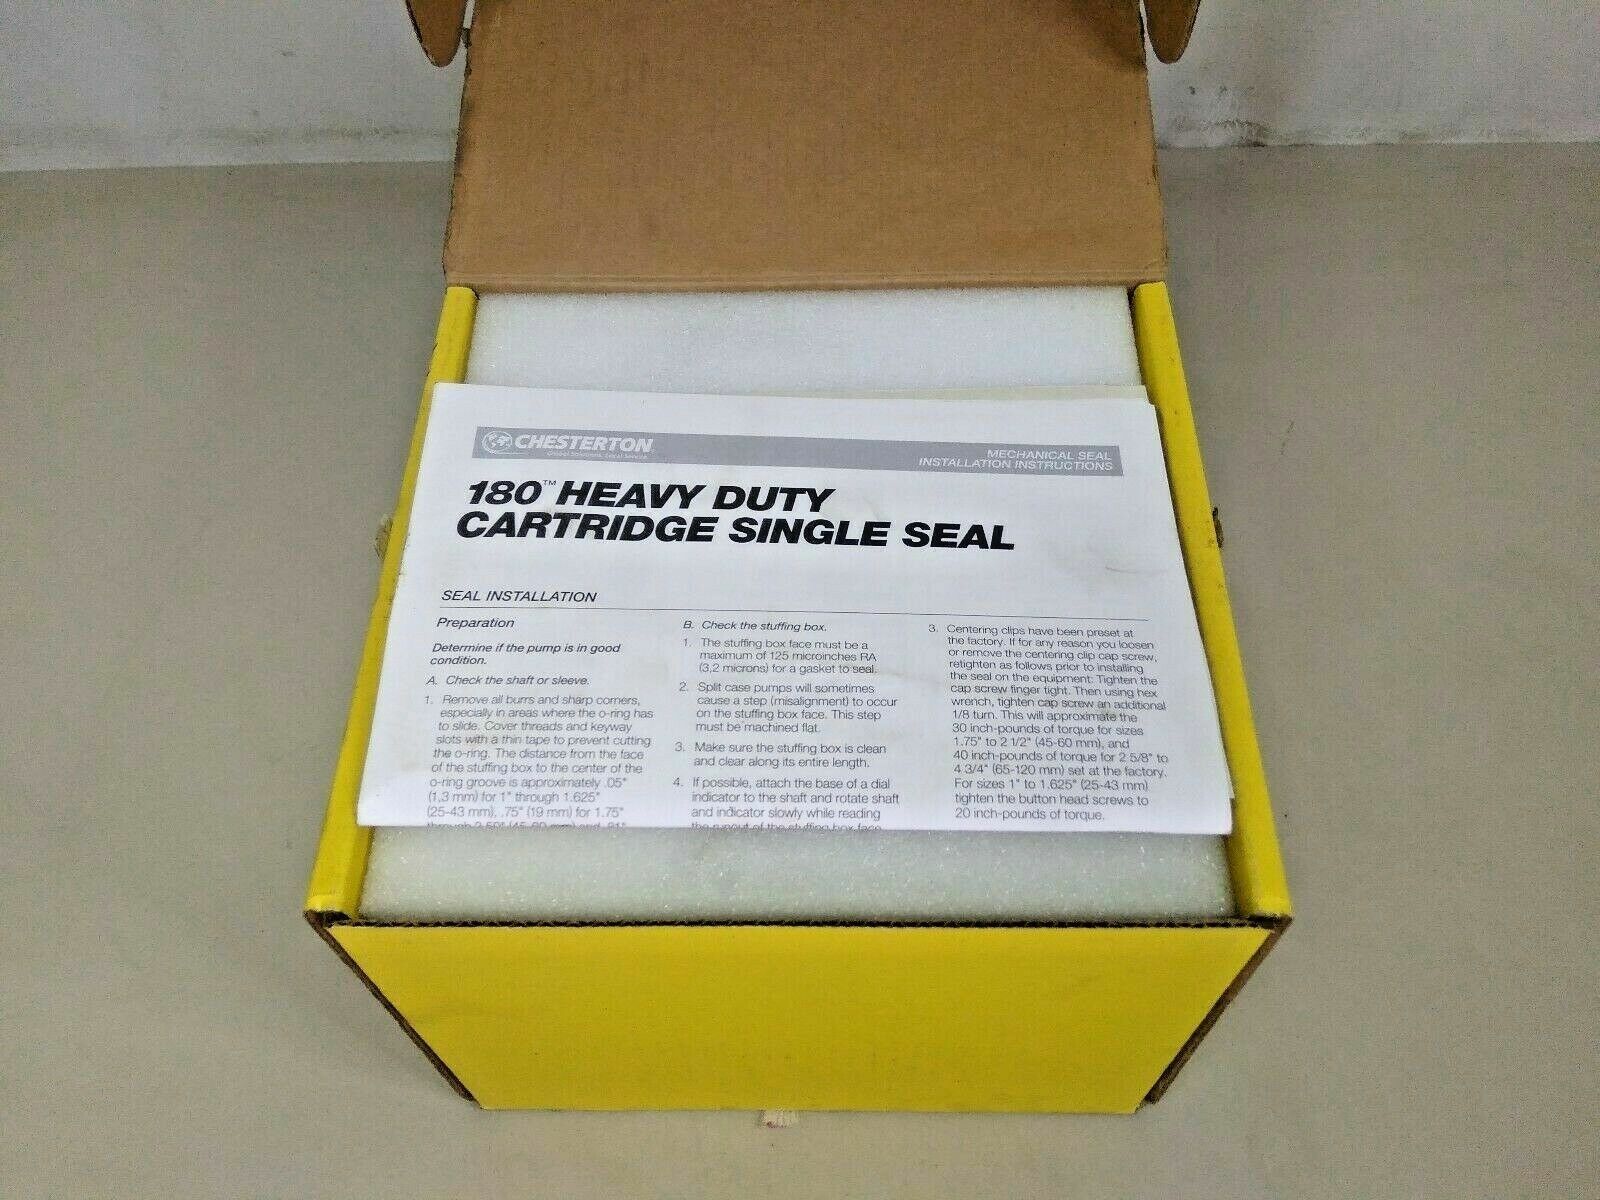 CHESTERTON
Global Solutions, Local Service.
MECHANICAL SEAL
INSTALLATION INSTRUCTIONS
180™ HEAVY DUTY
CARTRIDGE SINGLE SEAL
SEAL INSTALLATION
Preparation
Determine if the pump is in good
condition.
A. Check the shaft or sleeve.
1. Remove all burrs and sharp corners,
especially in areas where the o-ring has
to slide. Cover threads and keyway
slots with a thin tape to prevent cutting
the o-ring. The distance from the face
of the stuffing box to the center of the
o-ring groove is approximately .05"
(1,3 mm) for 1" through 1.625"
(25-43 mm), .75" (19 mm) for 1.75"
B. Check the stuffing box.
1. The stuffing box face must be a
maximum of 125 microinches RA
(3,2 microns) for a gasket to seal.
2. Split case pumps will sometimes
cause a step (misalignment) to occur
on the stuffing box face. This step
must be machined flat.
3. Make sure the stuffing box is clean
and clear along its entire length.
4. If possible, attach the base of a dial
indicator to the shaft and rotate shaft
and indicator slowly while reading
the runout of the stuffing box face
3. Centering clips have been preset at
the factory. If for any reason you loosen
or remove the centering clip cap screw,
retighten as follows prior to installing
the seal on the equipment: Tighten the
cap screw finger tight. Then using hex
wrench, tighten cap screw an additional
1/8 turn. This will approximate the
30 inch-pounds of torque for sizes
1.75" to 2 1/2" (45-60 mm), and
40 inch-pounds of torque for 2 5/8" to
4 3/4" (65-120 mm) set at the factory.
For sizes 1" to 1.625" (25-43 mm)
tighten the button head screws to
20 inch-pounds of torque.